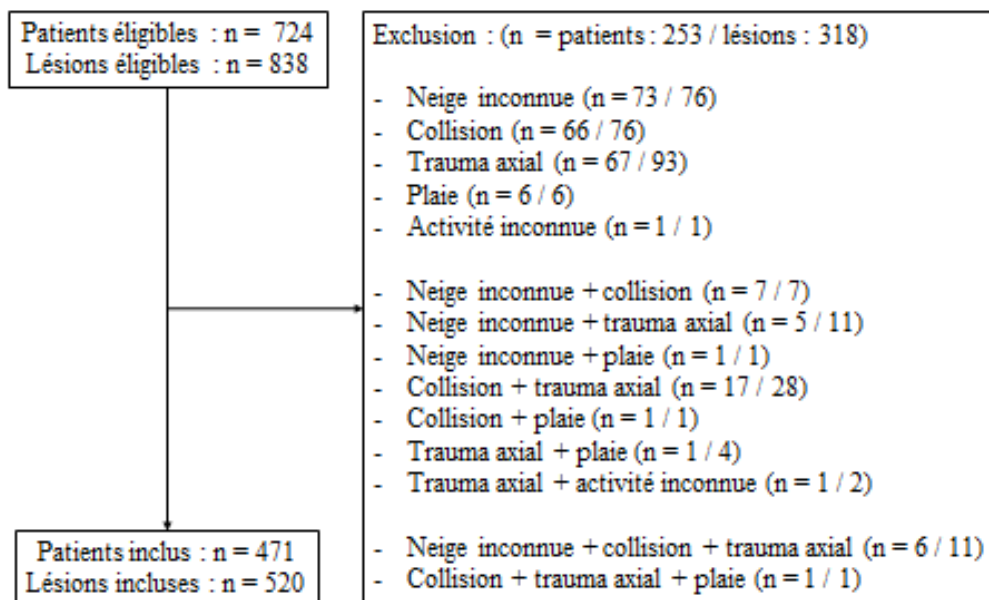 Patients éligibles : n = 724
Lésions éligibles : n = 838
Exclusion : (n = patients : 253 / lésions : 318)
- Neige inconnue (n = 73 / 76)
- Collision (n = 66 / 76)
- Trauma axial (n = 67 / 93)
- Plaie (n = 6 / 6)
- Activité inconnue (n = 1 / 1)
- Neige inconnue + collision (n = 7 / 7)
- Neige inconnue + trauma axial (n = 5 / 11)
- Neige inconnue + plaie (n = 1 / 1)
- Collision + trauma axial (n = 17 / 28)
- Collision + plaie (n = 1 / 1)
- Trauma axial + plaie (n = 1 / 4)
- Trauma axial + activité inconnue (n = 1 / 2)
- Neige inconnue + collision + trauma axial (n = 6 / 11)
- Collision + trauma axial + plaie (n = 1 / 1)
Patients inclus : n = 471
Lésions incluses : n = 520